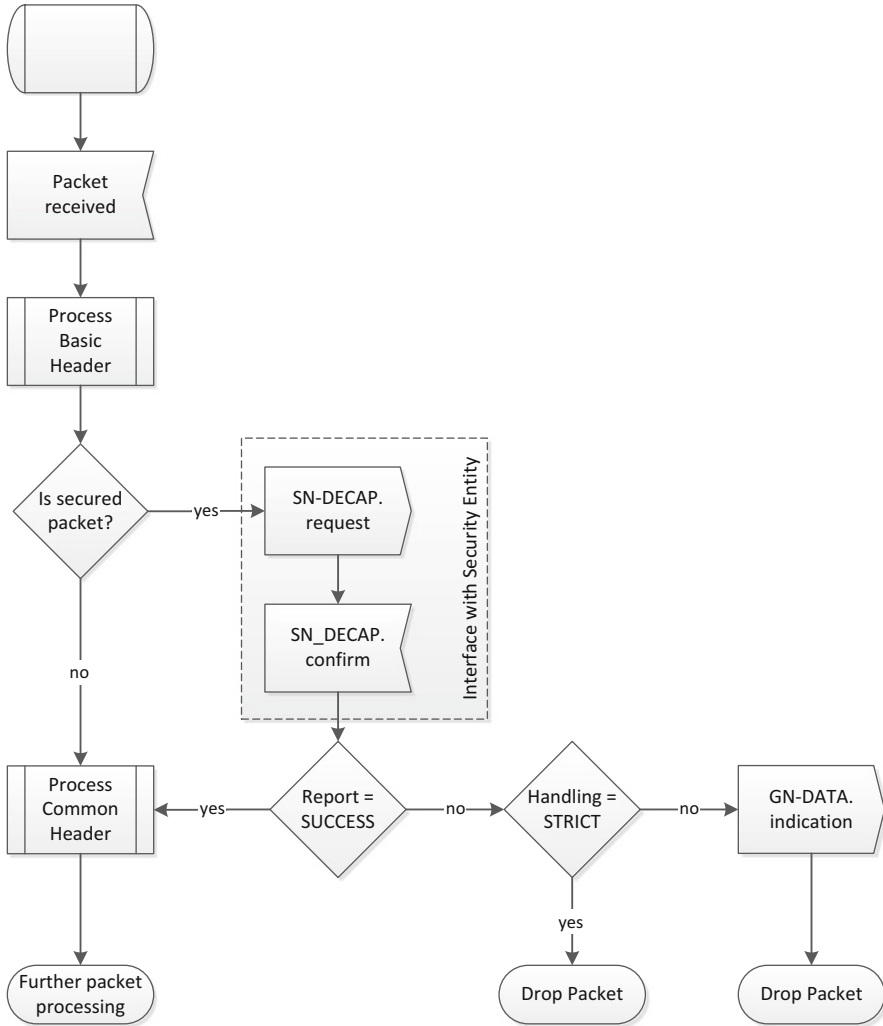 Packet
received
Process
Basic
Header
Is secured
packet?
yes
SN-DECAP.
request
SN_DECAP.
confirm
Interface with Security Entity
no
Process
Common
Header
yes
Report =
SUCCESS
no
Handling =
STRICT
no
GN-DATA.
indication
yes
Further packet
processing
Drop Packet
Drop Packet